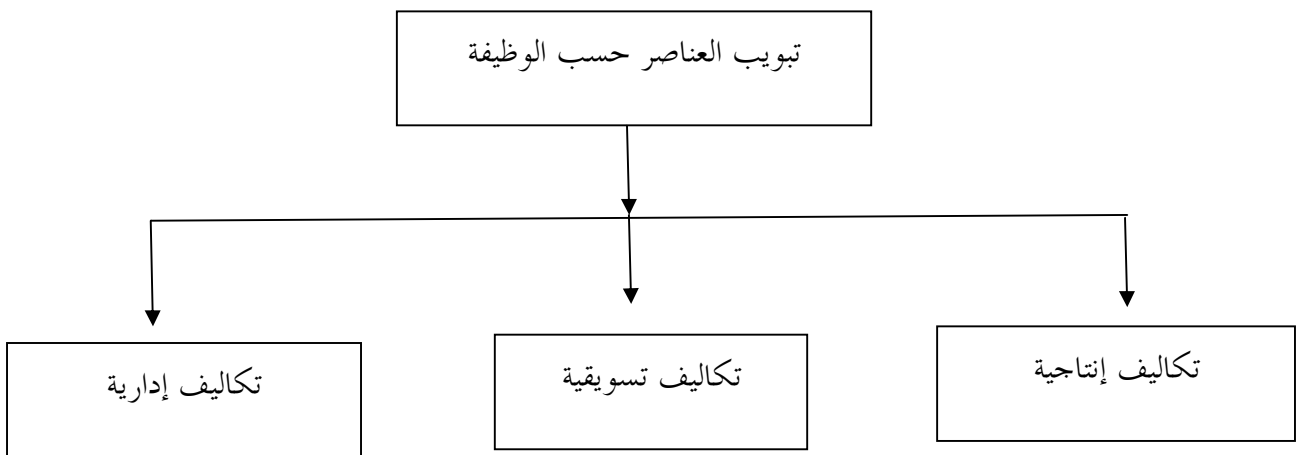 تبويب العناصر حسب الوظيفة
تكاليف إنتاجية
تكاليف تسويقية
تكاليف إدارية